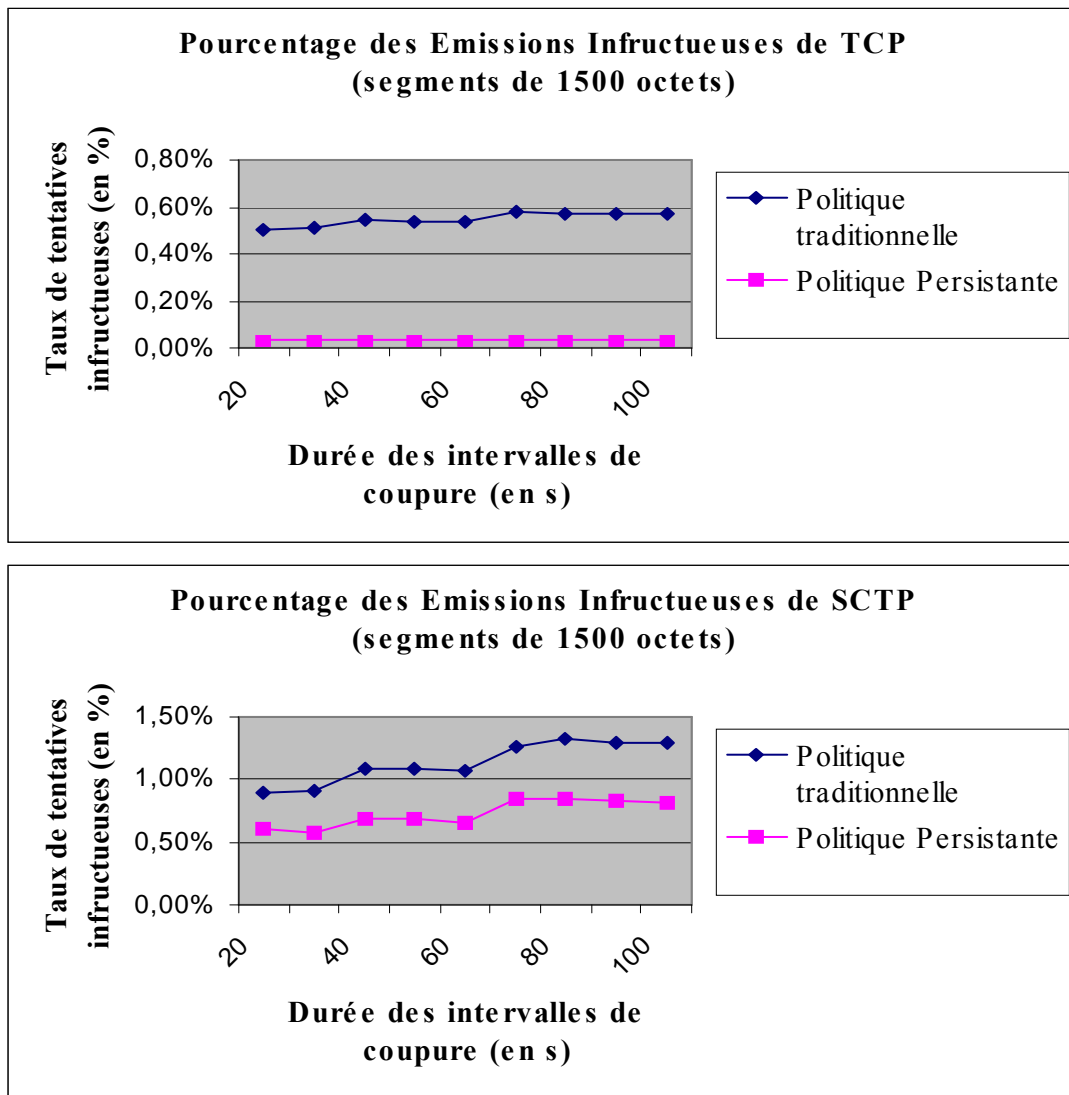 Pourcentage des Emissions Infructueuses de TCP
(segments de 1500 octets)
Taux de tentatives
infructueuses (en %)
0,80%
0,60%
0,40%
0,20%
0,00%
20
40
60
80
100
Durée des intervalles de
coupure (en s)
Politique
traditionnelle
Politique Persistante
Pourcentage des Emissions Infructueuses de SCTP
(segments de 1500 octets)
Taux de tentatives
infructueuses (en %)
1,50%
1,00%
0,50%
0,00%
20
40
60
80
100
Durée des intervalles de
coupure (en s)
Politique
traditionnelle
Politique Persistante